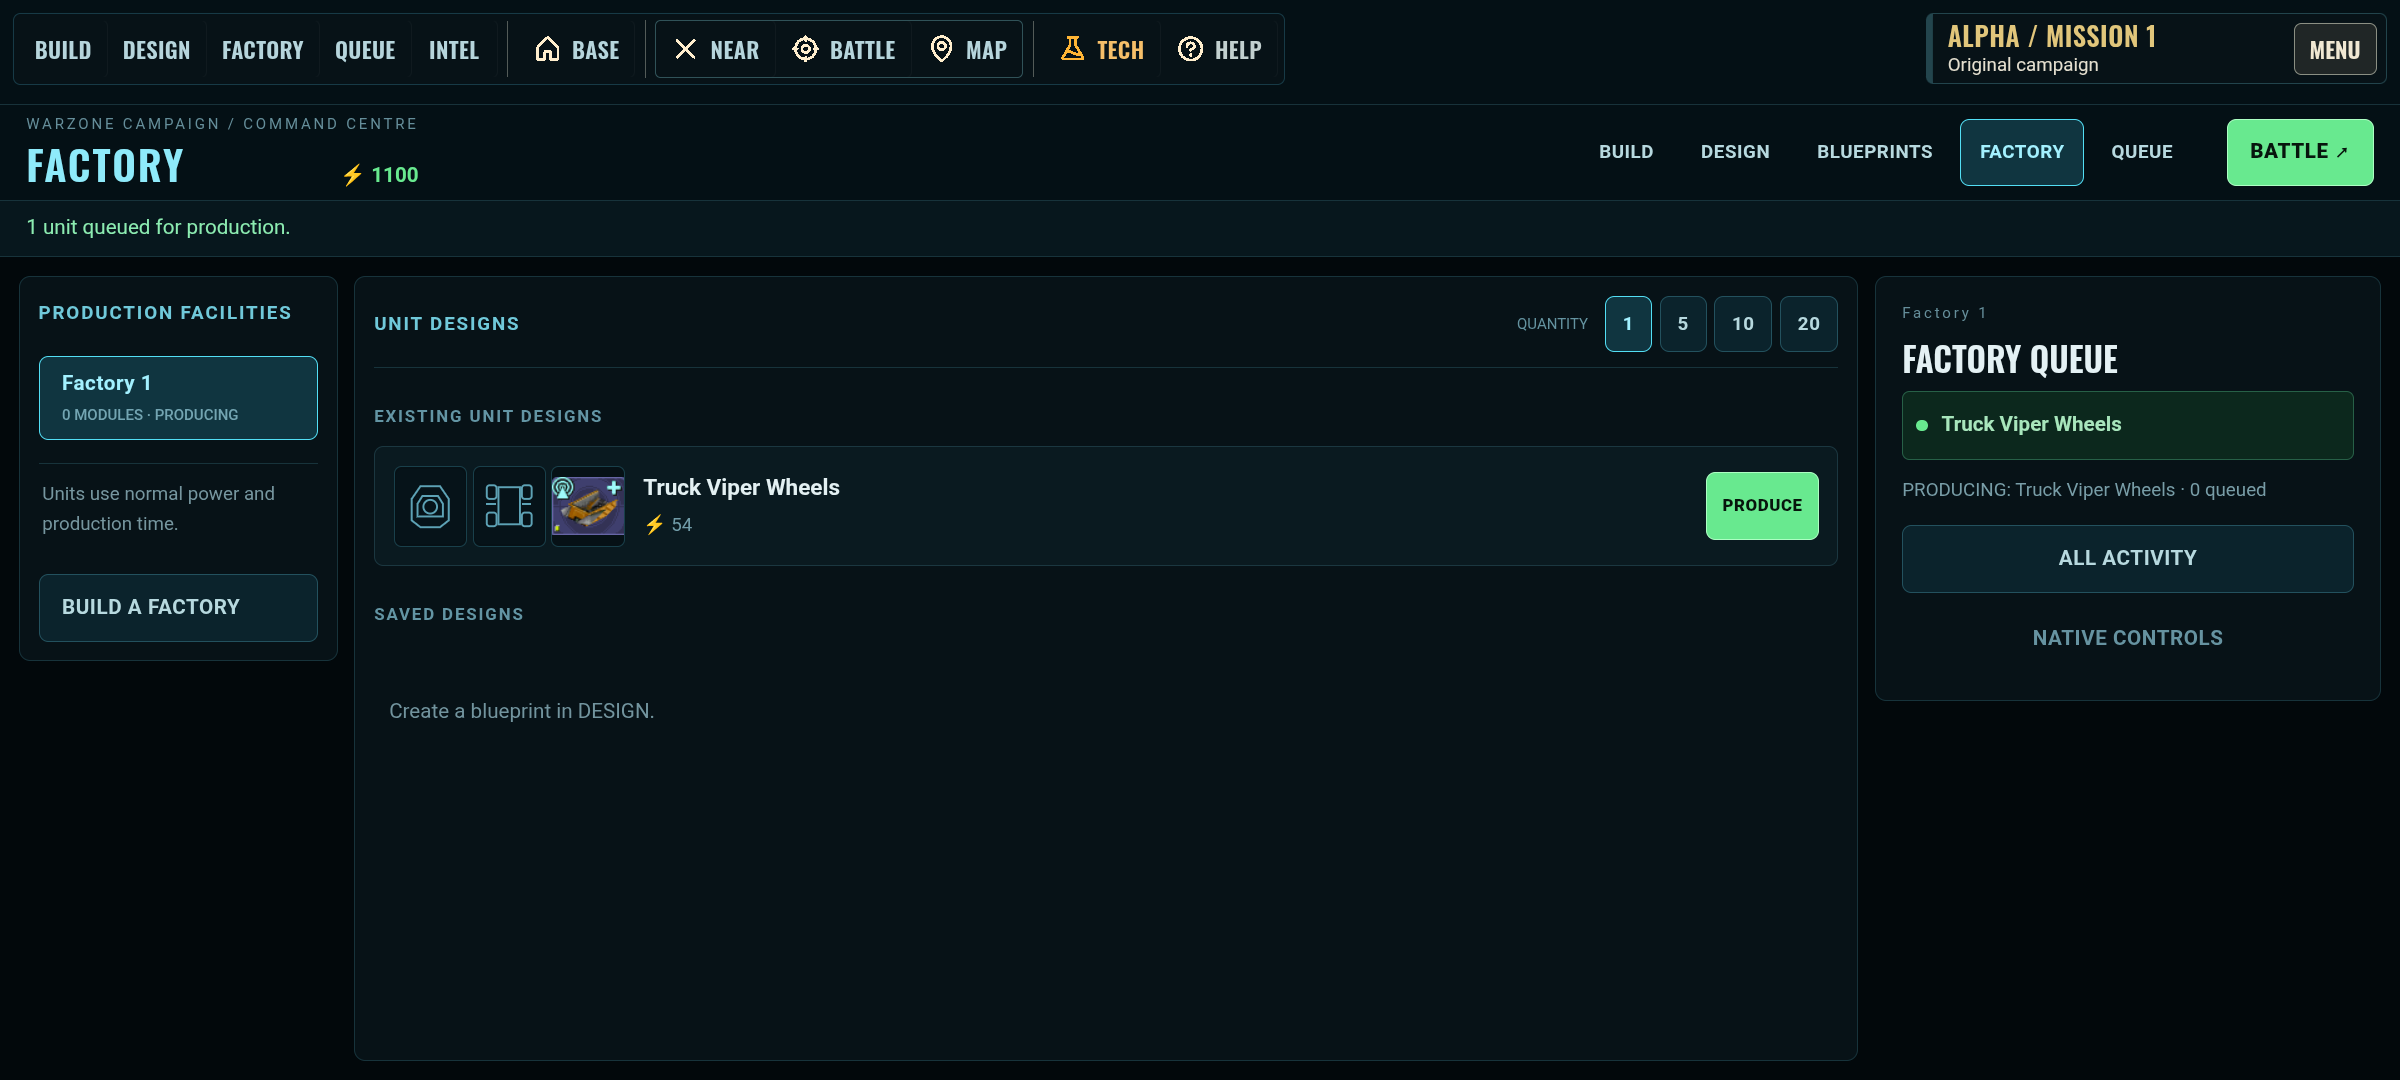 BUILD DESIGN FACTORY QUEUE INTEL BASE NEAR BATTLE MAP TECH HELP
ALPHA / MISSION 1
Original campaign
MENU
WARZONE CAMPAIGN / COMMAND CENTRE
FACTORY
1100
BUILD DESIGN BLUEPRINTS FACTORY QUEUE BATTLE ↗
1 unit queued for production.
PRODUCTION FACILITIES
Factory 1
0 MODULES · PRODUCING
Units use normal power and
production time.
BUILD A FACTORY
UNIT DESIGNS
QUANTITY 1 5 10 20
EXISTING UNIT DESIGNS
Truck Viper Wheels
54
PRODUCE
SAVED DESIGNS
Create a blueprint in DESIGN.
Factory 1
FACTORY QUEUE
Truck Viper Wheels
PRODUCING: Truck Viper Wheels · 0 queued
ALL ACTIVITY
NATIVE CONTROLS